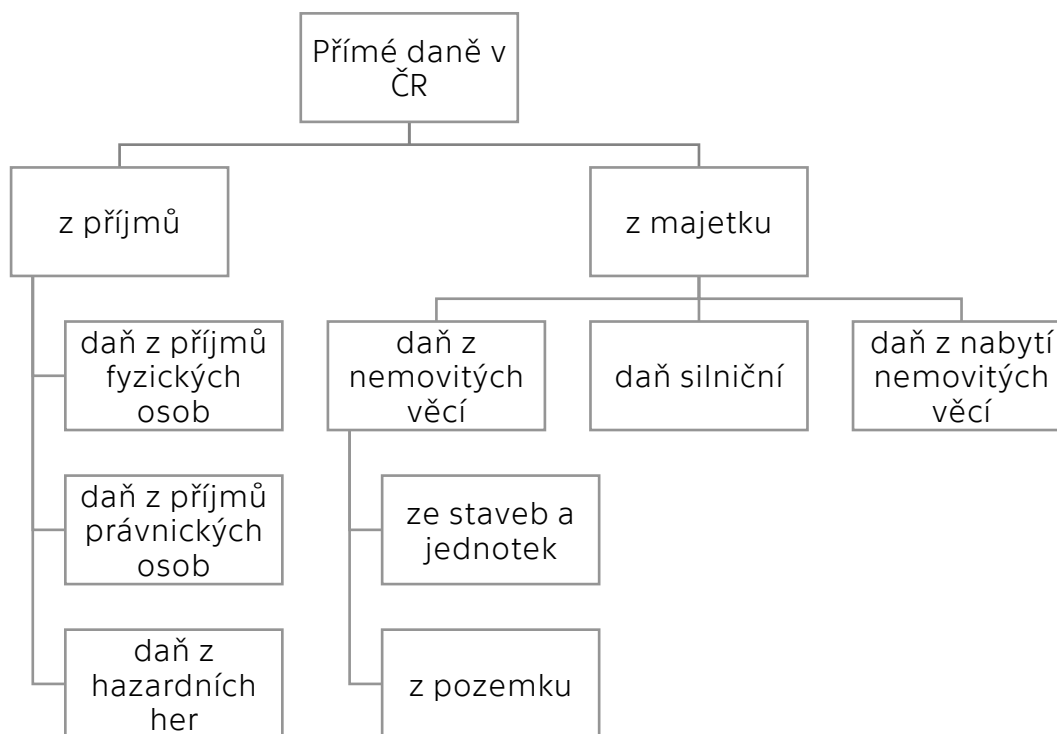 Přímé daně v
ČR
z příjmů
z majetku
daň z příjmů
fyzických
osob
daň z příjmů
právnických
osob
daň z
hazardních
her
daň z
nemovitých
věcí
ze staveb a
jednotek
z pozemku
daň silniční
daň z nabytí
nemovitých
věcí